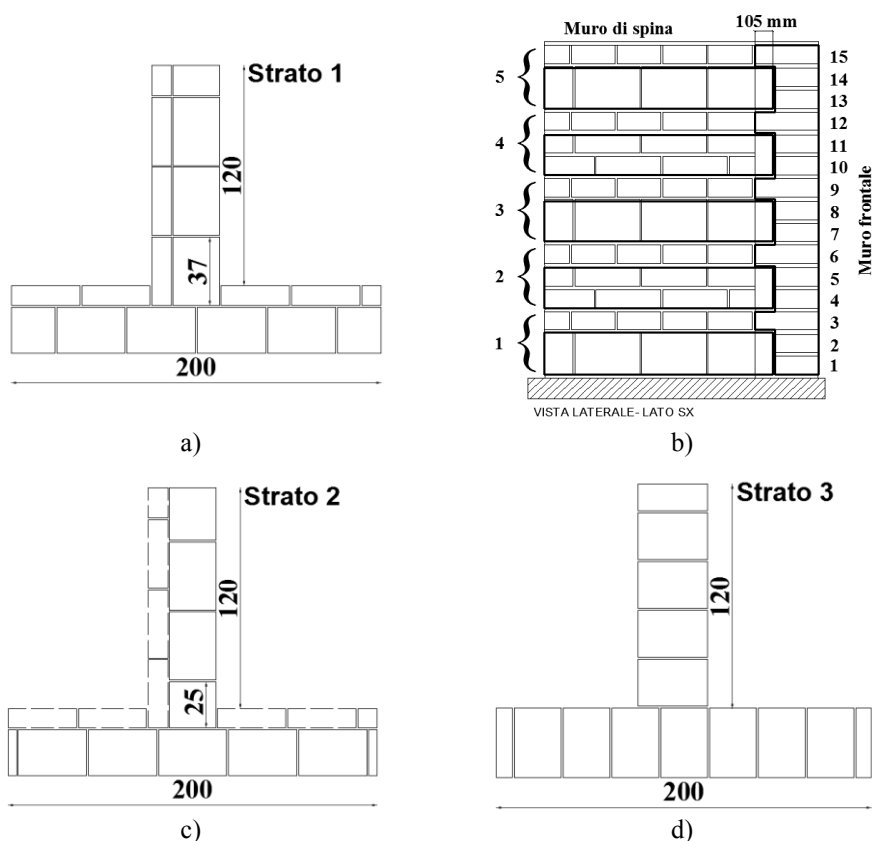 Strato 1
120
37
200
a)
Muro di spina
105 mm
5
4
3
2
1
15
14
13
12
11
10
9
8
7
6
5
4
3
2
1
Muro frontale
VISTA LATERALE- LATO SX
b)
Strato 2
120
25
200
c)
Strato 3
120
200
d)